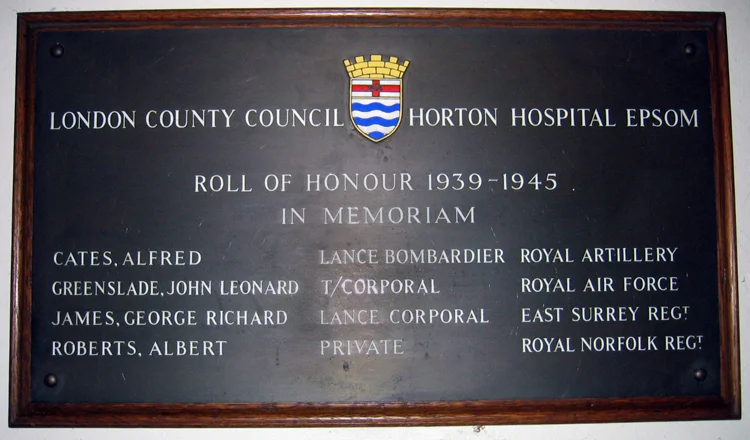 LONDON COUNTY COUNCIL HORTON HOSPITAL EPSOM
ROLL OF HONOUR 1939-1945
IN MEMORIAM
CATES, ALFRED LANCE BOMBARDIER ROYAL ARTILLERY
GREENSLADE, JOHN LEONARD T/CORPORAL ROYAL AIR FORCE
JAMES, GEORGE RICHARD LANCE CORPORAL EAST SURREY REGT
ROBERTS, ALBERT PRIVATE ROYAL NORFOLK REGT